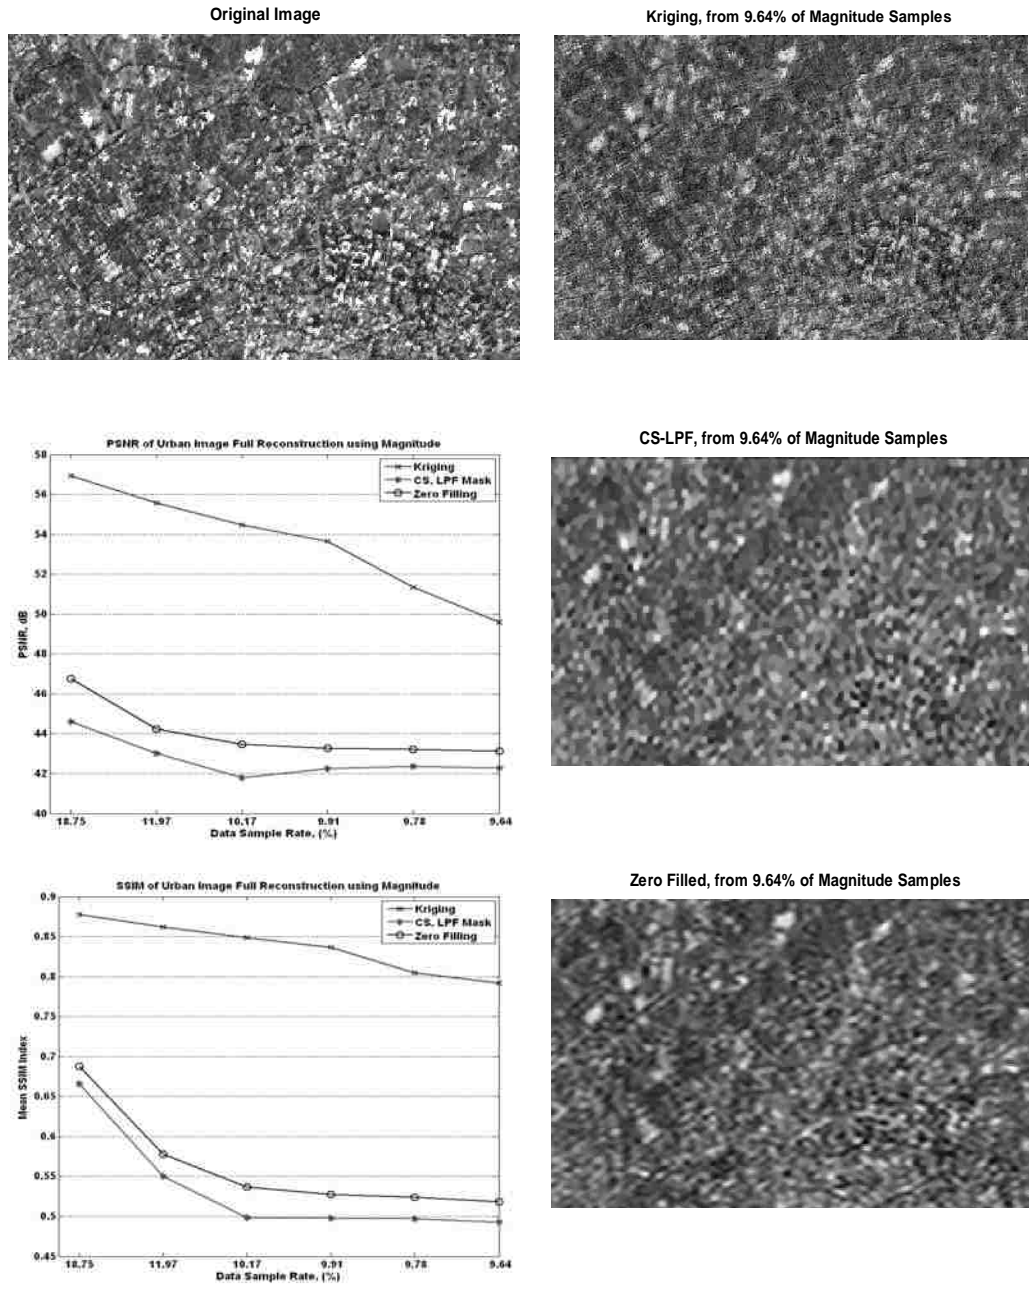 Original Image
Kriging, from 9.64% of Magnitude Samples
PSNR of Urban Image Full Reconstruction using Magnitude
58
56
54
52
50
48
46
44
42
40
PSNR, dB
Kriging
CS, LPF Mask
Zero Filling
18.75 11.97 10.17 9.91 9.78 9.64
Data Sample Rate, (%)
CS-LPF, from 9.64% of Magnitude Samples
SSIM of Urban Image Full Reconstruction using Magnitude
0.9
0.85
0.8
0.75
0.7
0.65
0.6
0.55
0.5
0.45
Mean SSIM Index
Kriging
CS, LPF Mask
Zero Filling
18.75 11.97 10.17 9.91 9.78 9.64
Data Sample Rate, (%)
Zero Filled, from 9.64% of Magnitude Samples